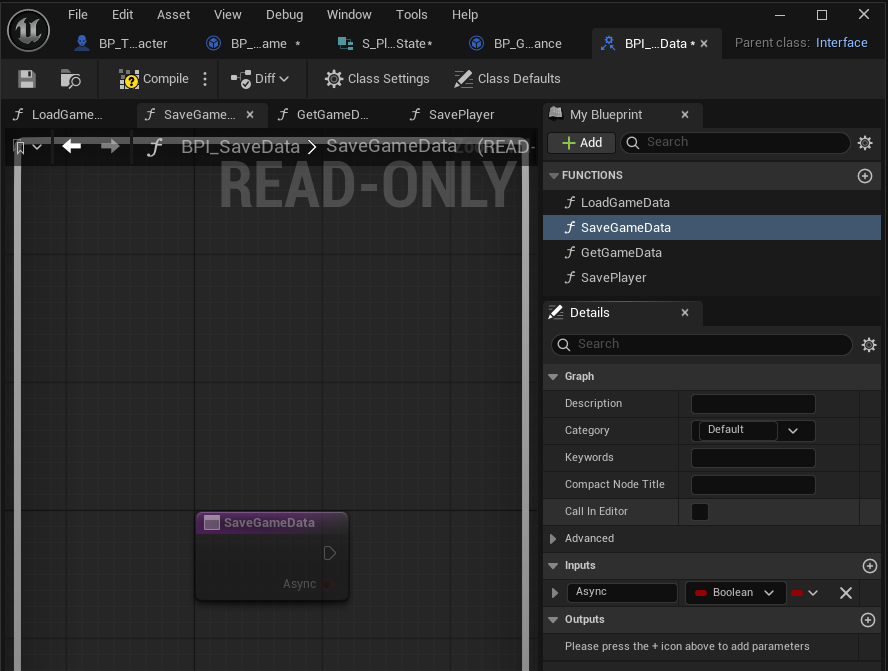 File Edit Asset View Debug Window Tools Help
BP_T...acter BP_...ame * S_Pl...State* BP_G...ance BPI_...Data * Parent class: Interface
Compile Diff Class Settings Class Defaults
LoadGame... SaveGame... GetGameD... SavePlayer
BPI_SaveData > SaveGameData (READ-
READ-ONLY
SaveGameData
Async
My Blueprint
Add Search
FUNCTIONS
LoadGameData
SaveGameData
GetGameData
SavePlayer
Details
Search
Graph
Description
Category Default
Keywords
Compact Node Title
Call In Editor
Advanced
Inputs
Async Boolean
Outputs
Please press the + icon above to add parameters